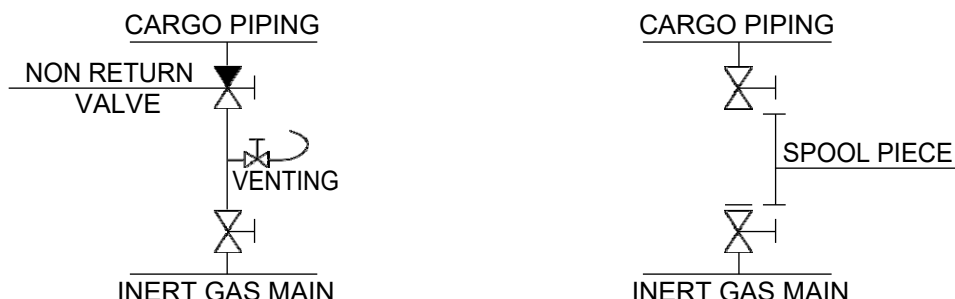 CARGO PIPING
NON RETURN
VALVE
VENTING
INERT GAS MAIN
CARGO PIPING
SPOOL PIECE
INERT GAS MAIN